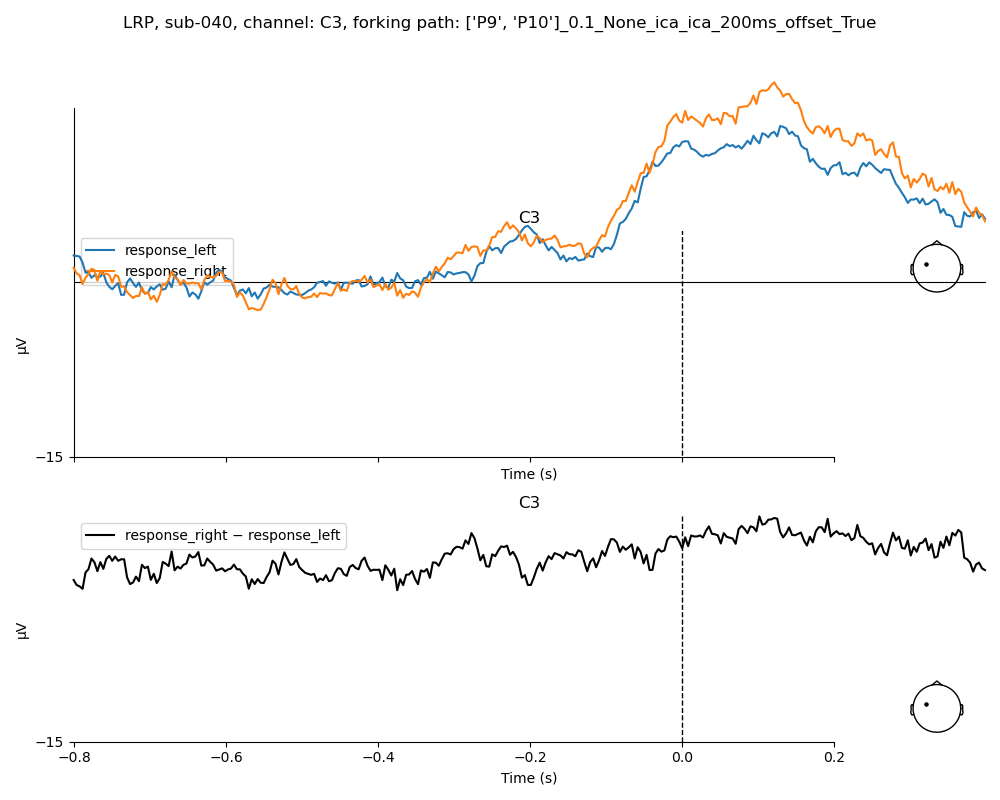 LRP, sub-040, channel: C3, forking path: ['P9', 'P10']_0.1_None_ica_ica_200ms_offset_True
C3
response_left
response_right
µV
−15
Time (s)
C3
response_right − response_left
µV
−15
−0.8 −0.6 −0.4 −0.2 0.0 0.2
Time (s)